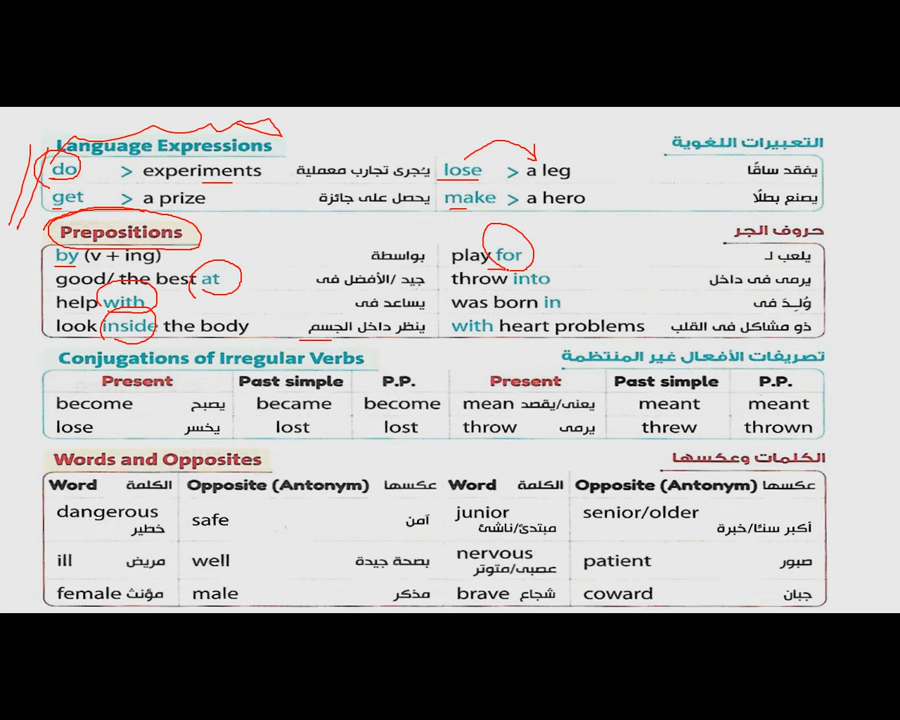 Language Expressions التعبيرات اللغوية
do > experiments يُجرى تجارب معملية lose > a leg يفقد ساقًا
get > a prize يحصل على جائزة make > a hero يصنع بطلًا
Prepositions حروف الجر
by (v + ing) بواسطة play for يلعب لـ
good/ the best at جيد /الأفضل فى throw into يرمى فى داخل
help with يساعد فى was born in وُلِدَ فى
look inside the body ينظر داخل الجسم with heart problems ذو مشاكل فى القلب
Conjugations of Irregular Verbs تصريفات الأفعال غير المنتظمة
Present Past simple P.P. Present Past simple P.P.
become يصبح became become mean يعنى/يقصد meant meant
lose يخسر lost lost throw يرمى threw thrown
Words and Opposites الكلمات وعكسها
Word الكلمة Opposite (Antonym) عكسها Word الكلمة Opposite (Antonym) عكسها
dangerous خطير safe آمن junior مبتدئ/ناشئ senior/older أكبر سنًا/خبرة
ill مريض well بصحة جيدة nervous عصبى/متوتر patient صبور
female مؤنث male مذكر brave شجاع coward جبان